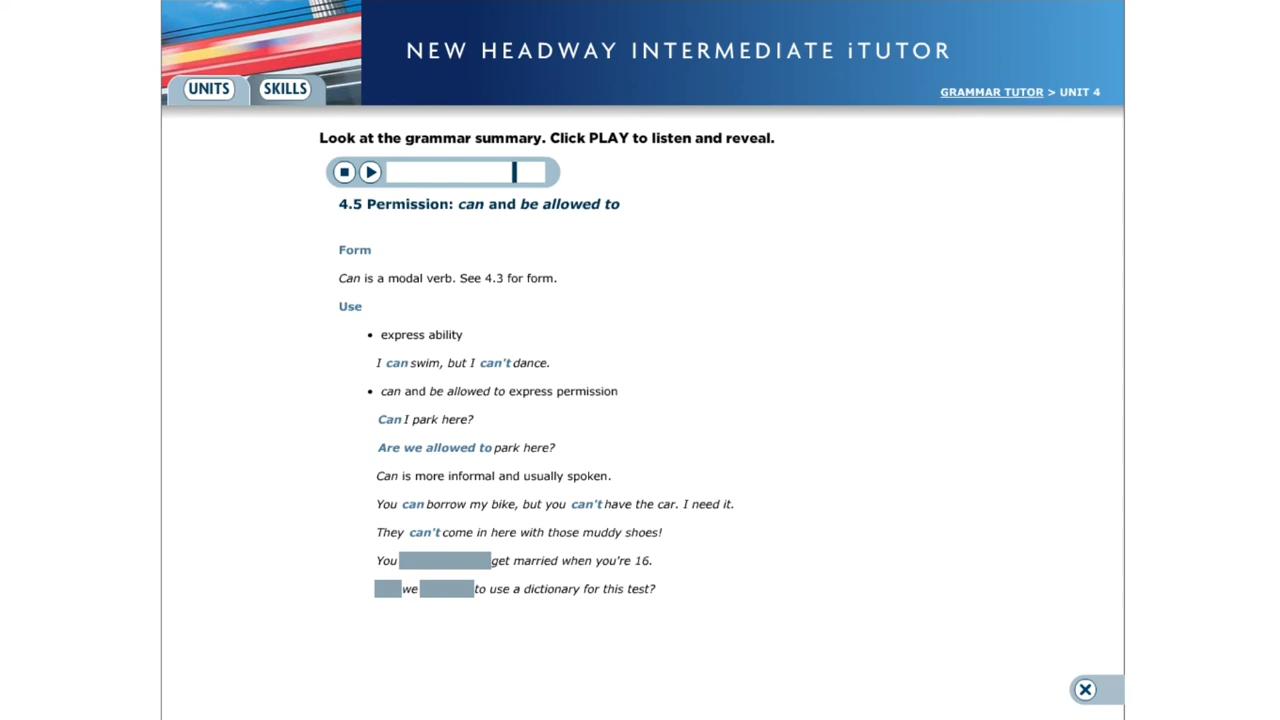 NEW HEADWAY INTERMEDIATE iTUTOR
UNITS SKILLS
GRAMMAR TUTOR > UNIT 4
Look at the grammar summary. Click PLAY to listen and reveal.
4.5 Permission: can and be allowed to
Form
Can is a modal verb. See 4.3 for form.
Use
• express ability
I can swim, but I can't dance.
• can and be allowed to express permission
Can I park here?
Are we allowed to park here?
Can is more informal and usually spoken.
You can borrow my bike, but you can't have the car. I need it.
They can't come in here with those muddy shoes!
You get married when you're 16.
we to use a dictionary for this test?